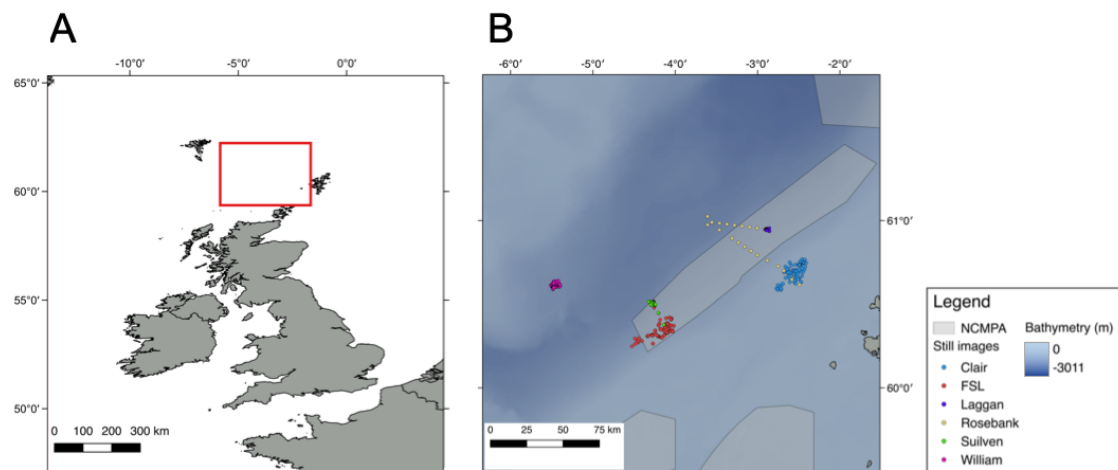 A
B
-10°0' -5°0' 0°0'
65°0'
60°0'
55°0'
50°0'
0 100 200 300 km
-6°0' -5°0' -4°0' -3°0' -2°0'
61°0'
60°0'
0 25 50 75 km
Legend
NCMPA
Bathymetry (m)
0
-3011
Still images
Clair
FSL
Laggan
Rosebank
Suilven
William